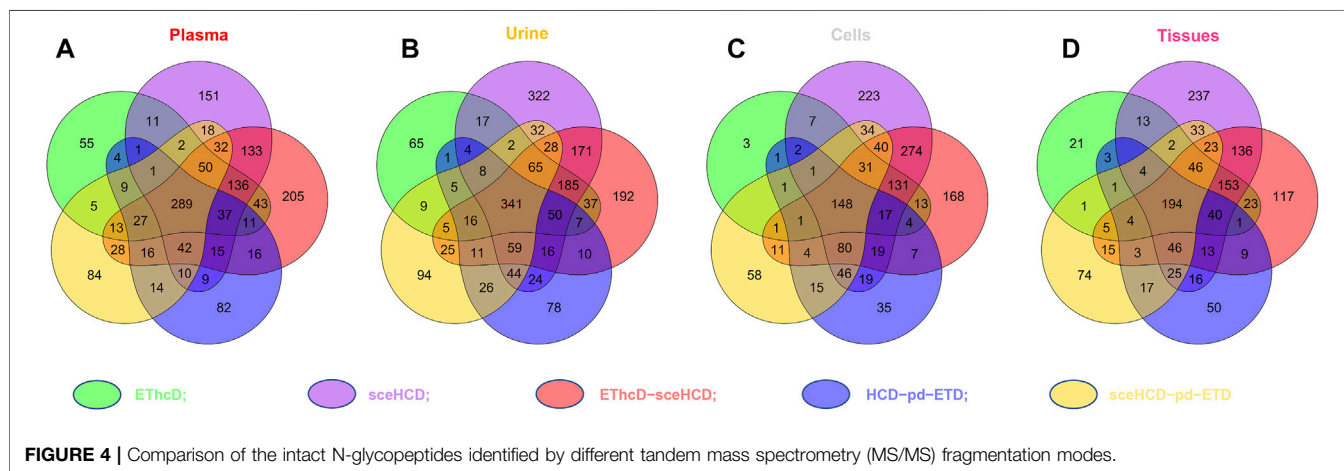 A Plasma B Urine C Cells D Tissues
151 322 223 237
55 11 18 65 17 32 3 7 34 21 13 33
4 1 2 32 133 1 4 2 28 171 1 2 40 274 3 2 23 136
1 50 8 65 1 31 4 46
9 136 205 5 185 192 1 131 168 1 153 117
5 289 37 43 9 341 50 37 148 17 13 1 194 40 23
13 27 11 5 16 7 1 1 4 5 4 1
28 16 42 15 16 25 11 59 16 10 11 4 80 19 7 15 3 46 13 9
84 10 9 94 44 24 58 46 19 74 25 16
14 82 26 78 15 35 17 50
EThcD; sceHCD; EThcD–sceHCD; HCD–pd–ETD; sceHCD–pd–ETD
FIGURE 4 | Comparison of the intact N-glycopeptides identified by different tandem mass spectrometry (MS/MS) fragmentation modes.